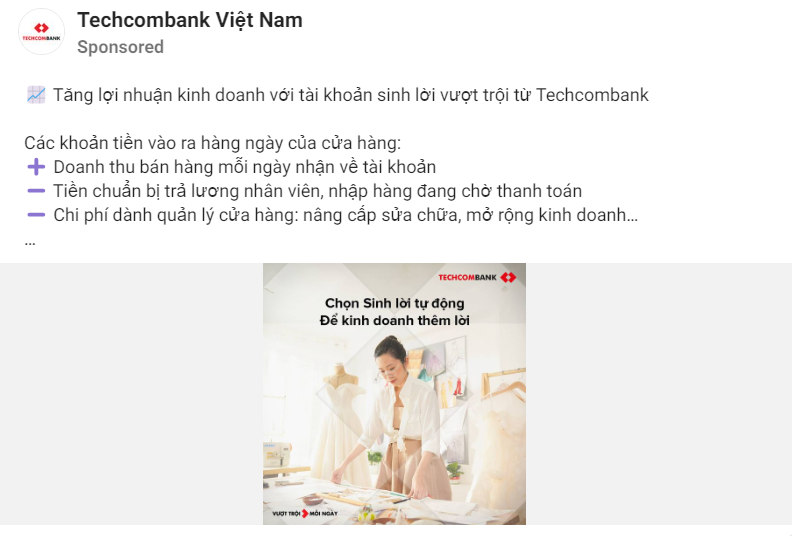 TECHCOMBANK
Techcombank Việt Nam
Sponsored
Tăng lợi nhuận kinh doanh với tài khoản sinh lời vượt trội từ Techcombank
Các khoản tiền vào ra hàng ngày của cửa hàng:
➕ Doanh thu bán hàng mỗi ngày nhận về tài khoản
➖ Tiền chuẩn bị trả lương nhân viên, nhập hàng đang chờ thanh toán
➖ Chi phí dành quản lý cửa hàng: nâng cấp sửa chữa, mở rộng kinh doanh...
...
TECHCOMBANK
Chọn Sinh lời tự động
Để kinh doanh thêm lời
VƯỢT TRỘI MỖI NGÀY